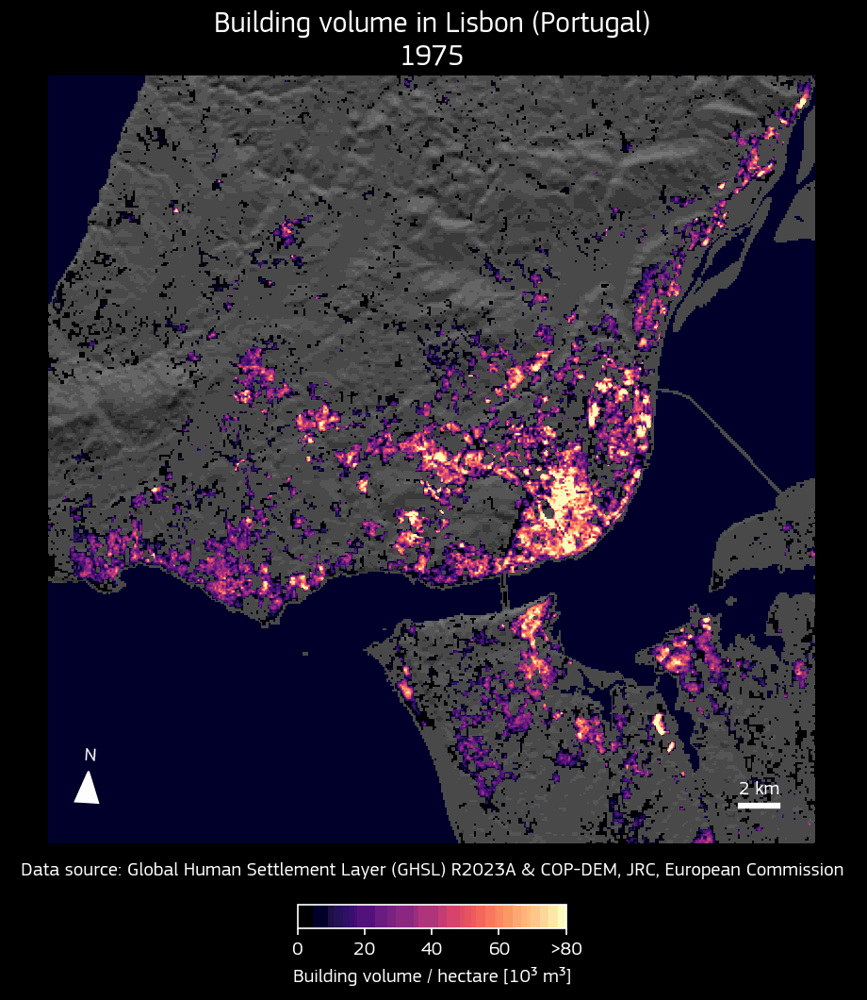 Building volume in Lisbon (Portugal)
1975
N
2 km
Data source: Global Human Settlement Layer (GHSL) R2023A & COP-DEM, JRC, European Commission
0 20 40 60 >80
Building volume / hectare [10³ m³]